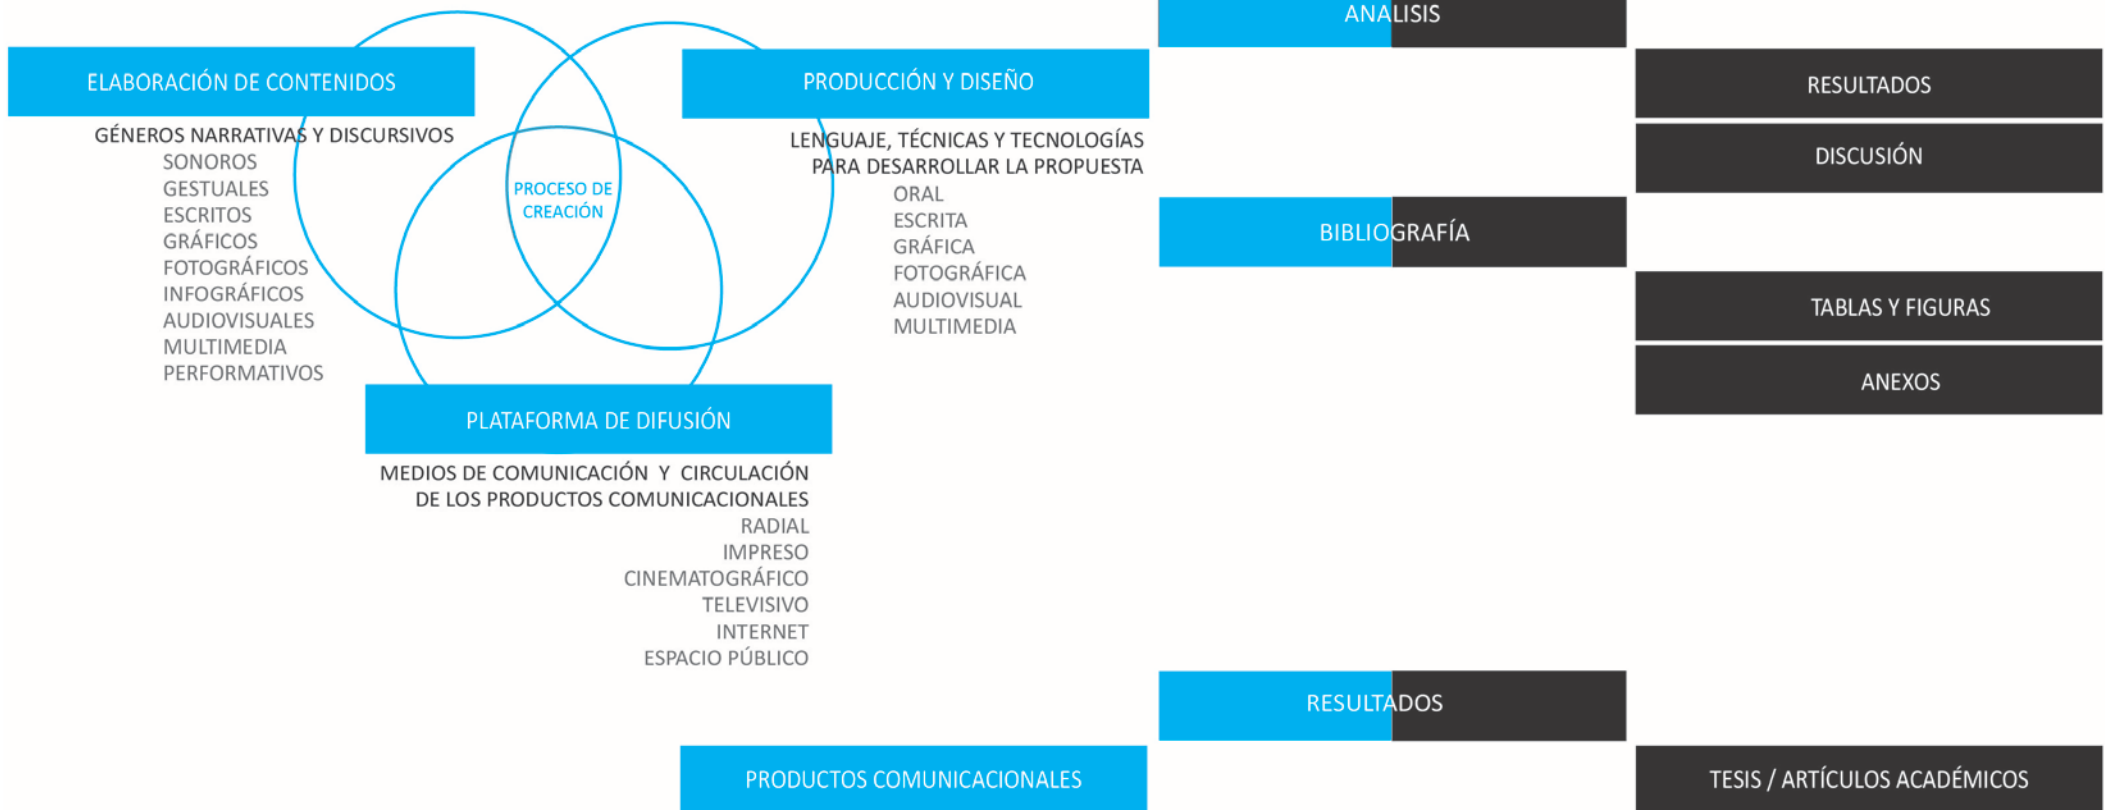 ANALISIS
ELABORACIÓN DE CONTENIDOS
GÉNEROS NARRATIVAS Y DISCURSIVOS
SONOROS
GESTUALES
ESCRITOS
GRÁFICOS
FOTOGRÁFICOS
INFOGRÁFICOS
AUDIOVISUALES
MULTIMEDIA
PERFORMATIVOS
PROCESO DE
CREACIÓN
PRODUCCIÓN Y DISEÑO
LENGUAJE, TÉCNICAS Y TECNOLOGÍAS
PARA DESARROLLAR LA PROPUESTA
ORAL
ESCRITA
GRÁFICA
FOTOGRÁFICA
AUDIOVISUAL
MULTIMEDIA
PLATAFORMA DE DIFUSIÓN
MEDIOS DE COMUNICACIÓN Y CIRCULACIÓN
DE LOS PRODUCTOS COMUNICACIONALES
RADIAL
IMPRESO
CINEMATOGRÁFICO
TELEVISIVO
INTERNET
ESPACIO PÚBLICO
RESULTADOS
DISCUSIÓN
BIBLIOGRAFÍA
TABLAS Y FIGURAS
ANEXOS
RESULTADOS
PRODUCTOS COMUNICACIONALES
TESIS / ARTÍCULOS ACADÉMICOS